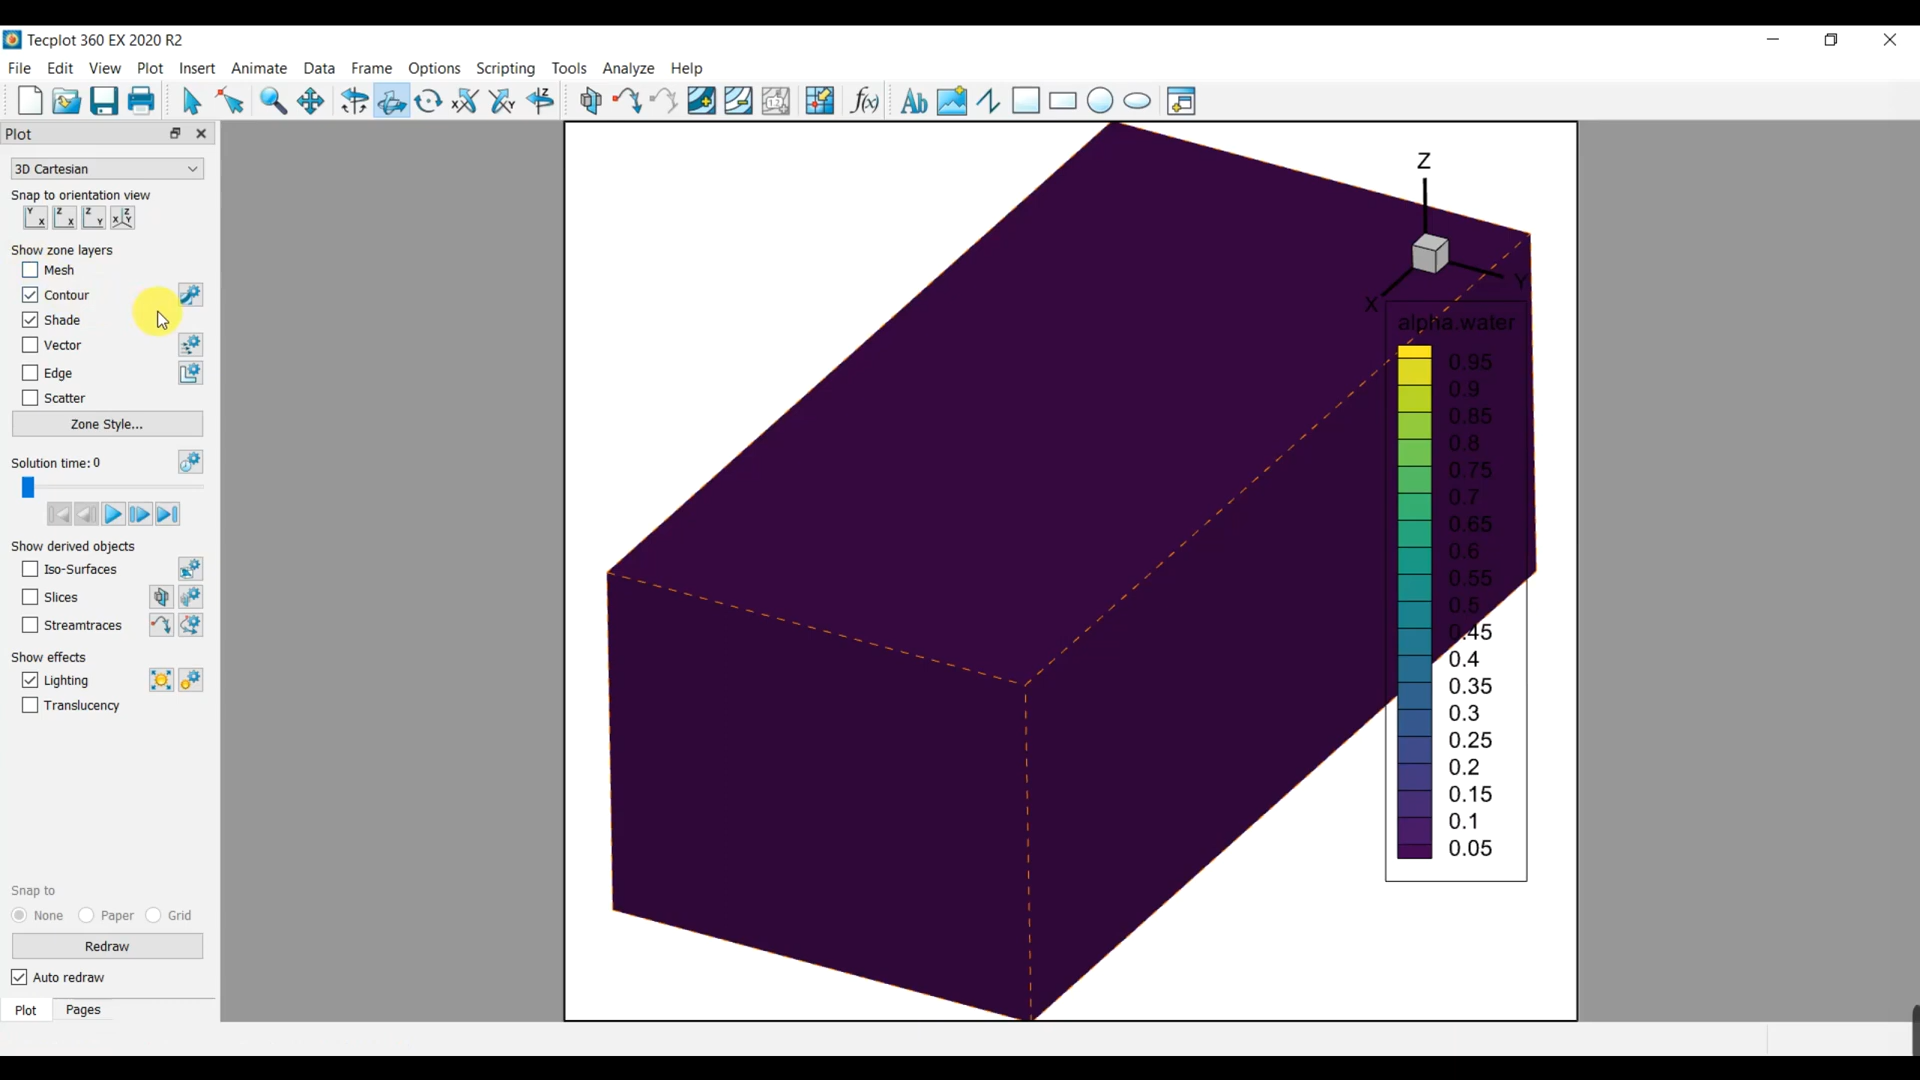 Tecplot 360 EX 2020 R2
File Edit View Plot Insert Animate Data Frame Options Scripting Tools Analyze Help
Plot
3D Cartesian
Snap to orientation view
Show zone layers
Mesh
Contour
Shade
Vector
Edge
Scatter
Zone Style...
Solution time: 0
Show derived objects
Iso-Surfaces
Slices
Streamtraces
Show effects
Lighting
Translucency
Snap to
None Paper Grid
Redraw
Auto redraw
Plot Pages
Z
Y
X
alpha.water
0.95
0.9
0.85
0.8
0.75
0.7
0.65
0.6
0.55
0.5
0.45
0.4
0.35
0.3
0.25
0.2
0.15
0.1
0.05